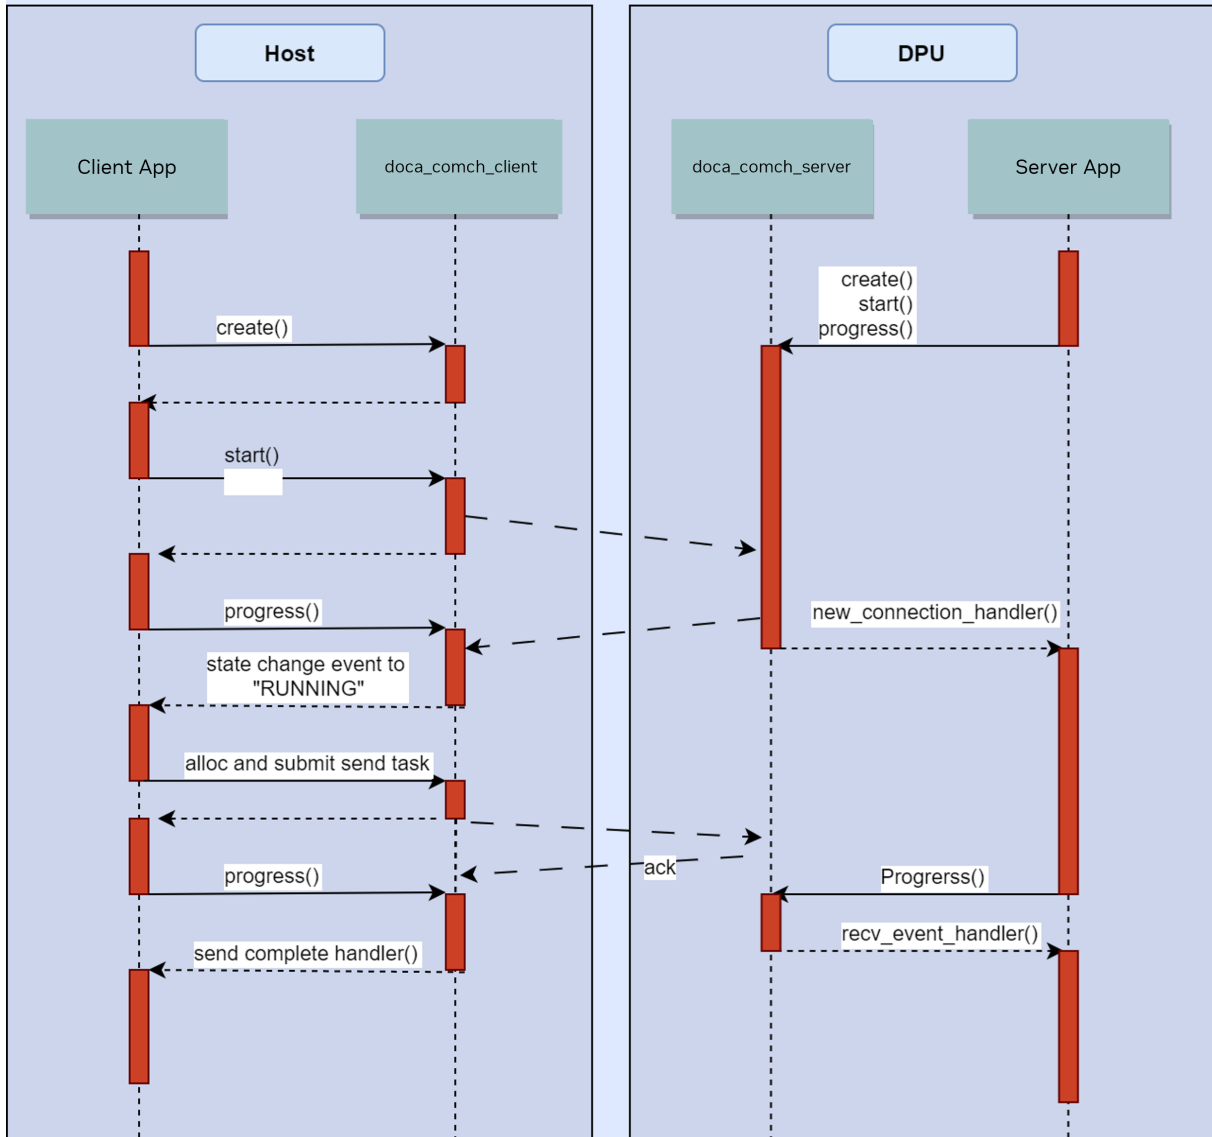 Host
DPU
Client App
doca_comch_client
doca_comch_server
Server App
create()
start()
progress()
create()
start()
progress()
new_connection_handler()
state change event to
"RUNNING"
alloc and submit send task
ack
progress()
Progrerss()
recv_event_handler()
send complete handler()